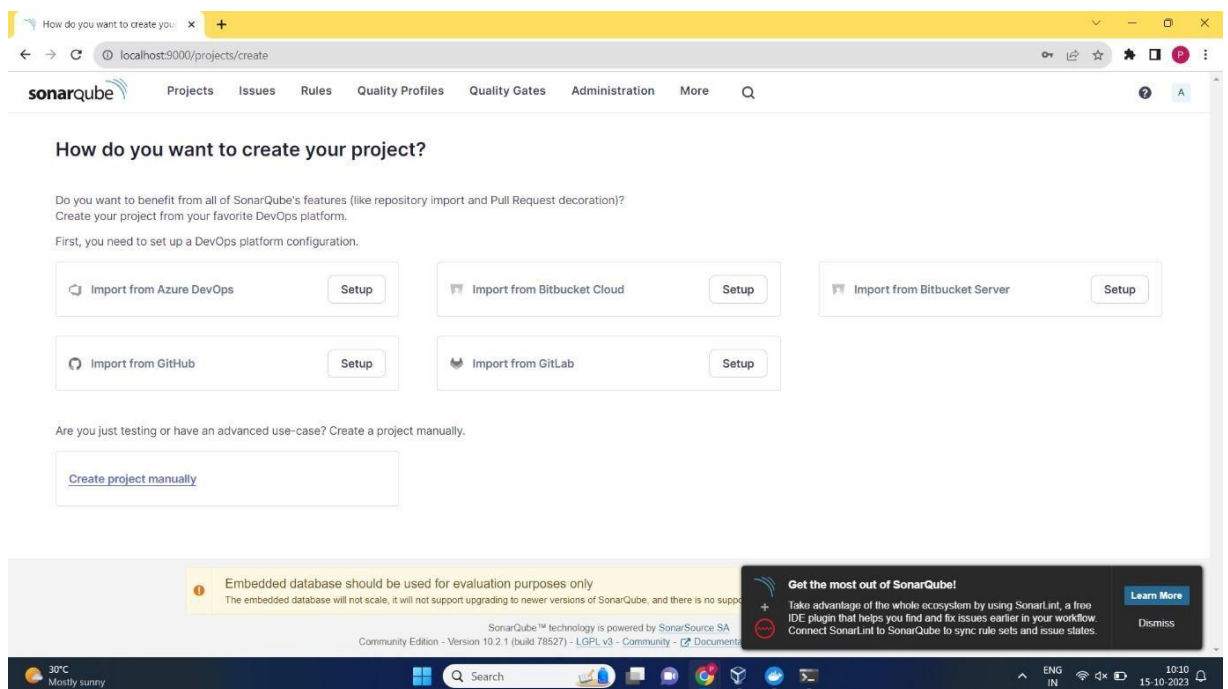 How do you want to create you
localhost:9000/projects/create
P
sonarqube
Projects Issues Rules Quality Profiles Quality Gates Administration More
A
How do you want to create your project?
Do you want to benefit from all of SonarQube's features (like repository import and Pull Request decoration)?
Create your project from your favorite DevOps platform.
First, you need to set up a DevOps platform configuration.
Import from Azure DevOps Setup Import from Bitbucket Cloud Setup Import from Bitbucket Server Setup
Import from GitHub Setup Import from GitLab Setup
Are you just testing or have an advanced use-case? Create a project manually.
Create project manually
Embedded database should be used for evaluation purposes only
The embedded database will not scale, it will not support upgrading to newer versions of SonarQube, and there is no
SonarQube™ technology is powered by SonarSource SA
Community Edition - Version 10.2.1 (build 78527) - LGPL v3 - Community -
Get the most out of SonarQube!
Take advantage of the whole ecosystem by using SonarLint, a free
IDE plugin that helps you find and fix issues earlier in your workflow.
Connect SonarLint to SonarQube to sync rule sets and issue states.
Learn More
Dismiss
30°C
Mostly sunny
Search
ENG
IN
10:10
15-10-2023